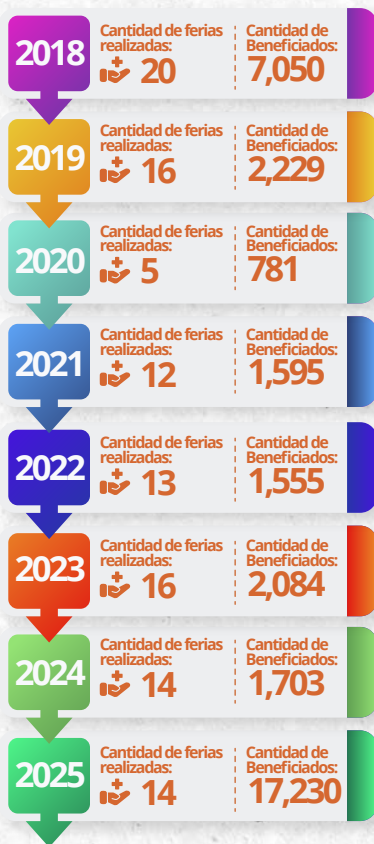 2018
Cantidad de ferias
realizadas:
20
Cantidad de
Beneficiados:
7,050
2019
Cantidad de ferias
realizadas:
16
Cantidad de
Beneficiados:
2,229
2020
Cantidad de ferias
realizadas:
5
Cantidad de
Beneficiados:
781
2021
Cantidad de ferias
realizadas:
12
Cantidad de
Beneficiados:
1,595
2022
Cantidad de ferias
realizadas:
13
Cantidad de
Beneficiados:
1,555
2023
Cantidad de ferias
realizadas:
16
Cantidad de
Beneficiados:
2,084
2024
Cantidad de ferias
realizadas:
14
Cantidad de
Beneficiados:
1,703
2025
Cantidad de ferias
realizadas:
14
Cantidad de
Beneficiados:
17,230